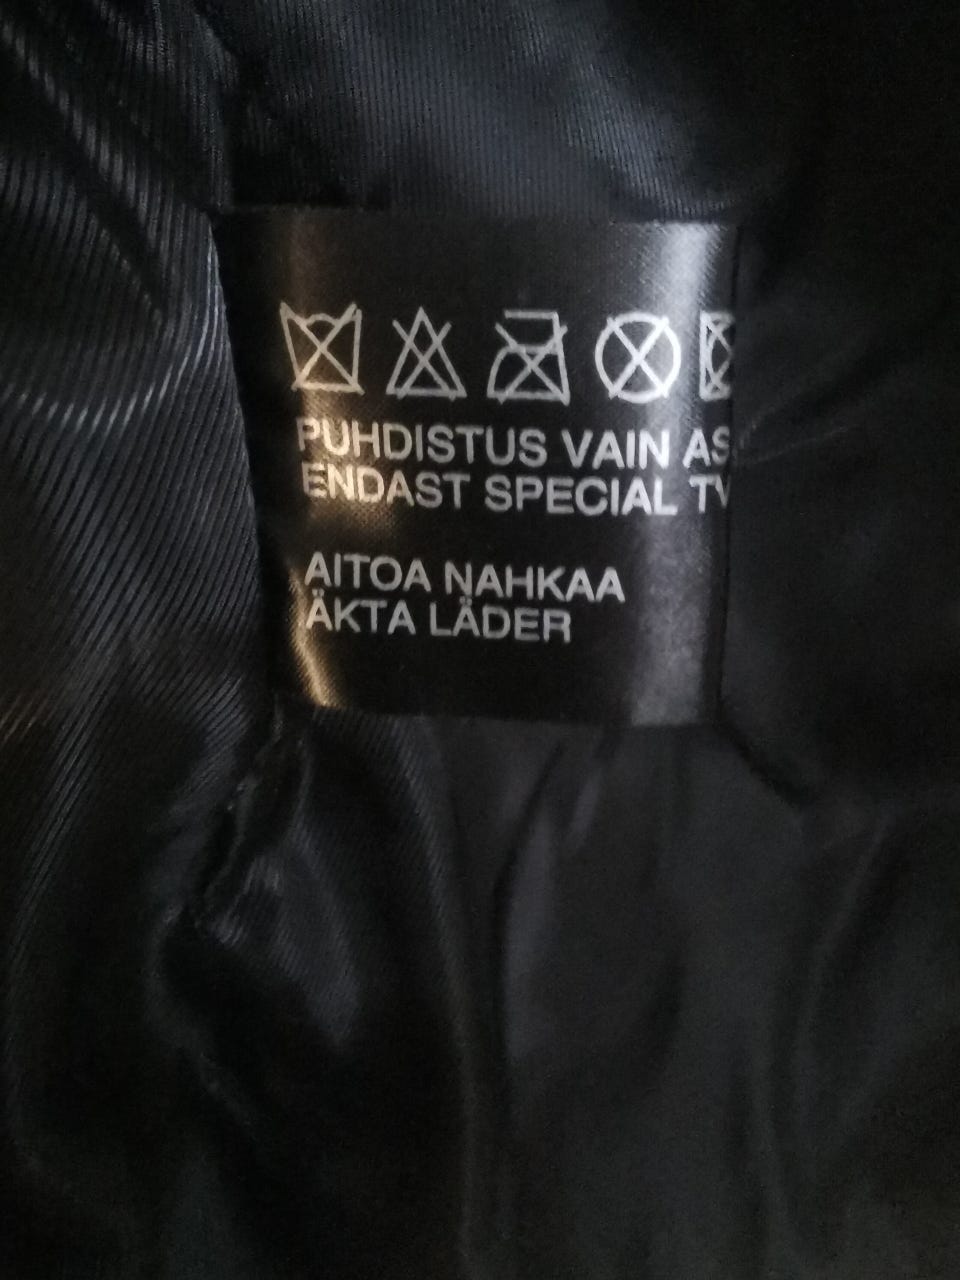 PUHDISTUS VAIN AS
ENDAST SPECIAL TV
AITOA NAHKAA
ÄKTA LÄDER